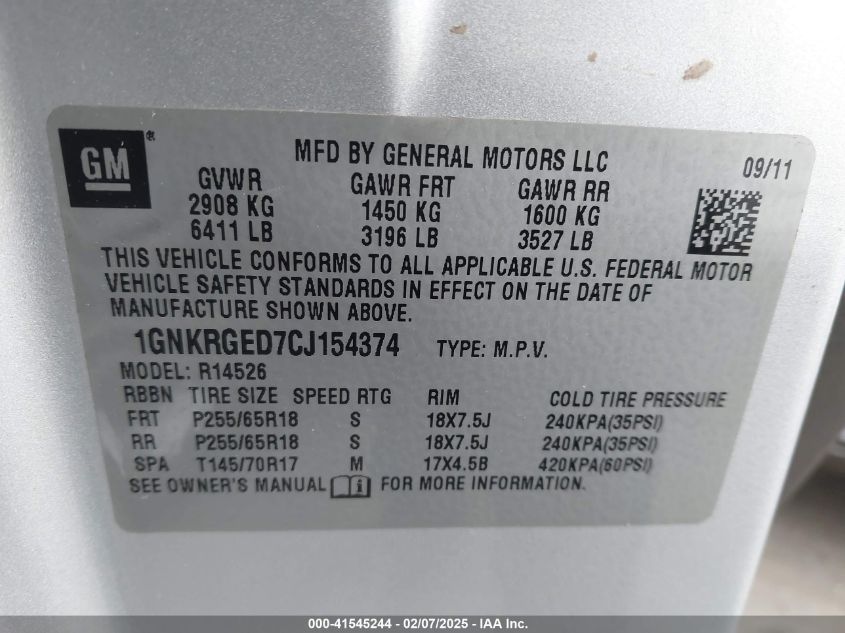 GM®
MFD BY GENERAL MOTORS LLC 09/11
GVWR GAWR FRT GAWR RR
2908 KG 1450 KG 1600 KG
6411 LB 3196 LB 3527 LB
THIS VEHICLE CONFORMS TO ALL APPLICABLE U.S. FEDERAL MOTOR
VEHICLE SAFETY STANDARDS IN EFFECT ON THE DATE OF
MANUFACTURE SHOWN ABOVE.
1GNKRGED7CJ154374 TYPE: M.P.V.
MODEL: R14526
RBBN TIRE SIZE SPEED RTG RIM COLD TIRE PRESSURE
FRT P255/65R18 S 18X7.5J 240KPA(35PSI)
RR P255/65R18 S 18X7.5J 240KPA(35PSI)
SPA T145/70R17 M 17X4.5B 420KPA(60PSI)
SEE OWNER'S MANUAL i FOR MORE INFORMATION.
000-41545244 - 02/07/2025 - IAA Inc.